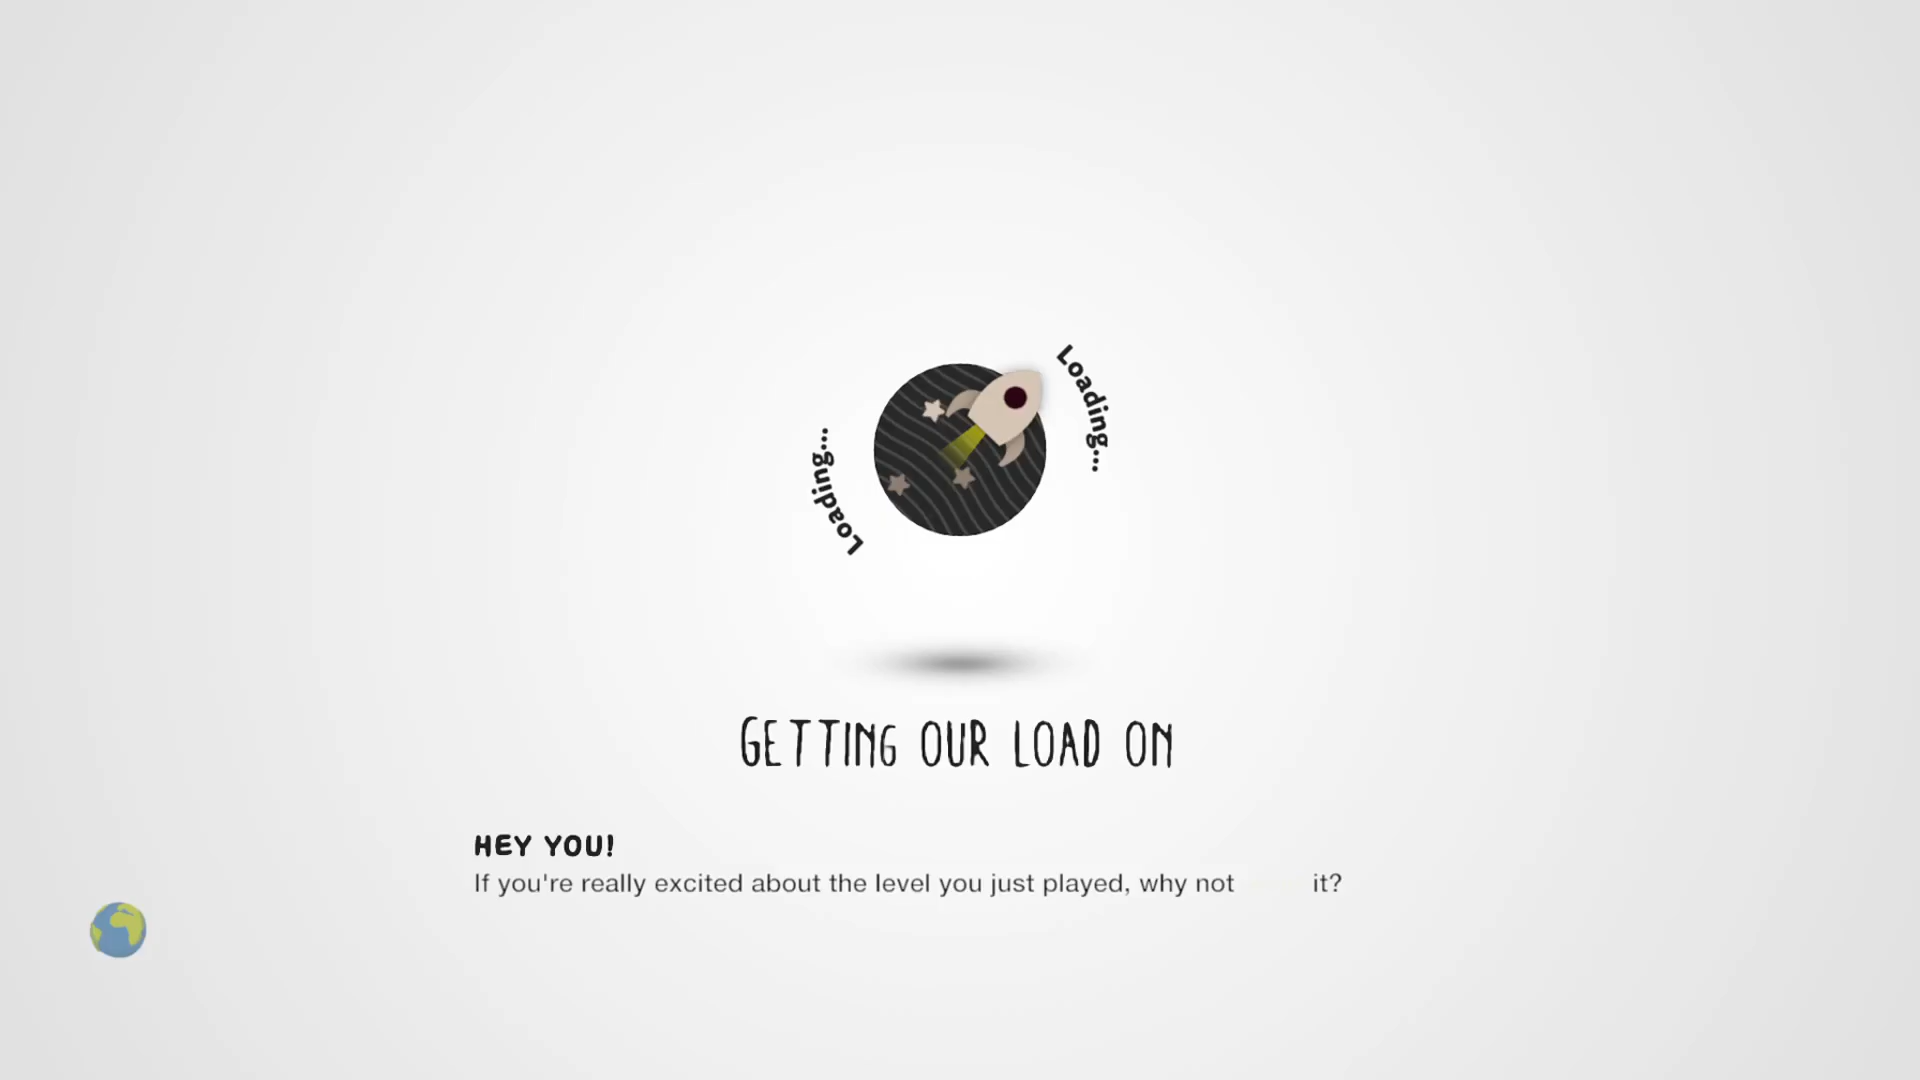 Loading...
Loading...
GETTING OUR LOAD ON
HEY YOU!
If you're really excited about the level you just played, why not it?